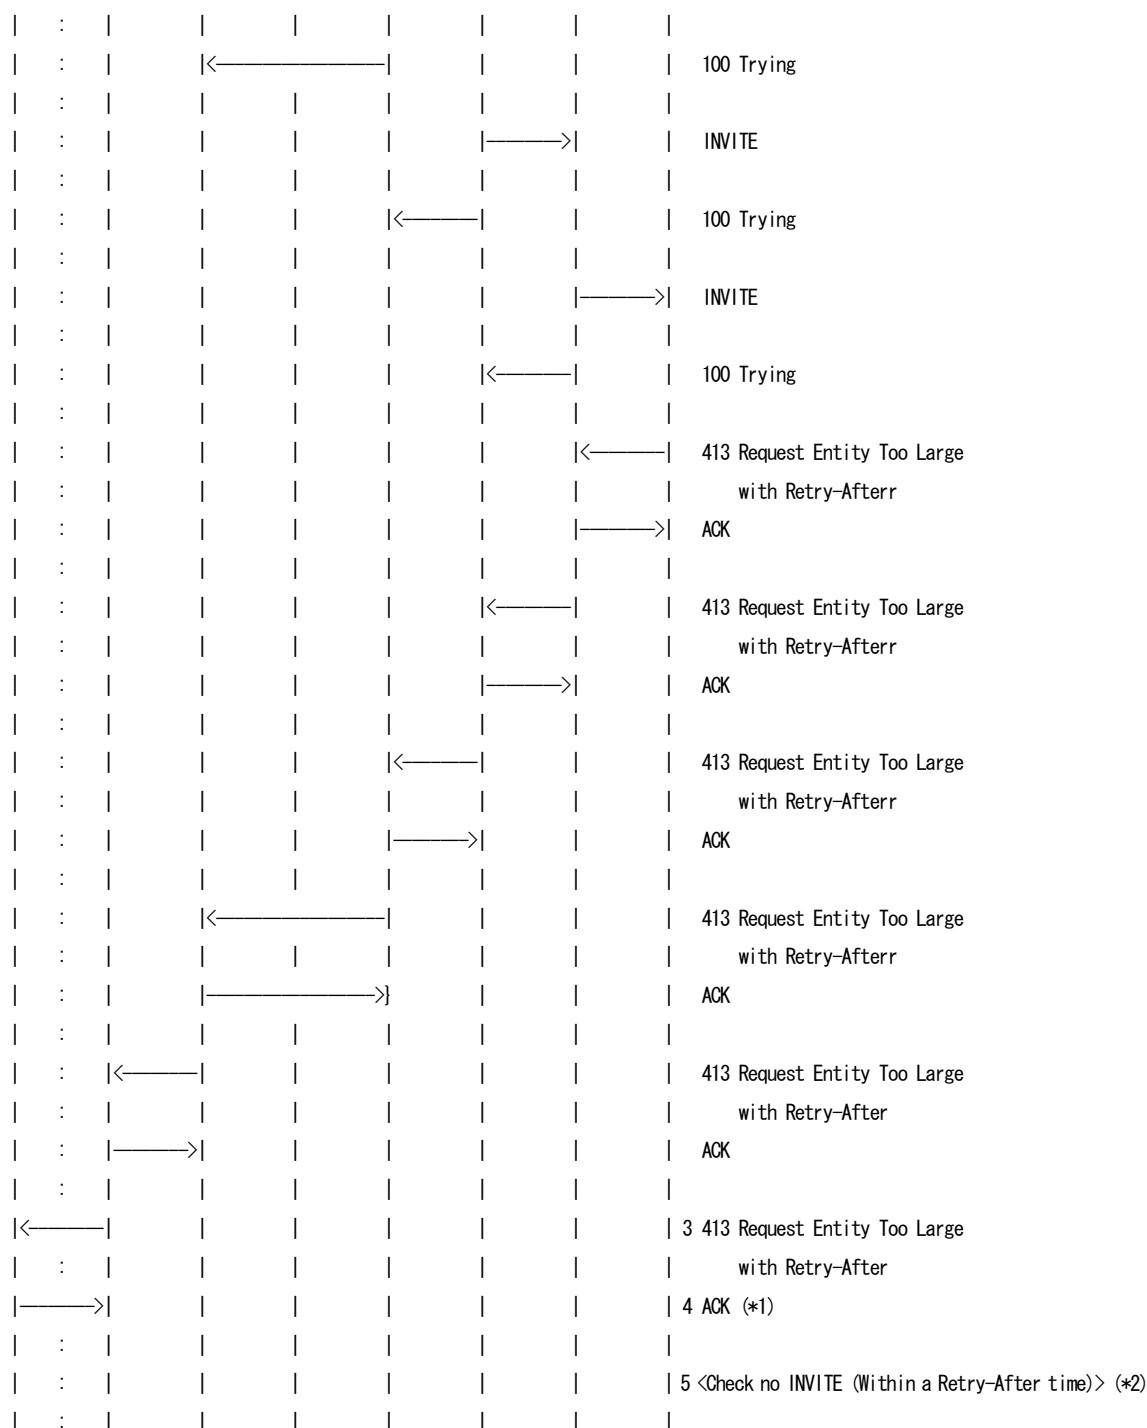 100 Trying
INVITE
100 Trying
INVITE
100 Trying
413 Request Entity Too Large
with Retry-Afterr
ACK
413 Request Entity Too Large
with Retry-Afterr
ACK
413 Request Entity Too Large
with Retry-Afterr
ACK
413 Request Entity Too Large
with Retry-Afterr
ACK
413 Request Entity Too Large
with Retry-After
ACK
3 413 Request Entity Too Large
with Retry-After
4 ACK (*1)
5 <Check no INVITE (Within a Retry-After time)> (*2)